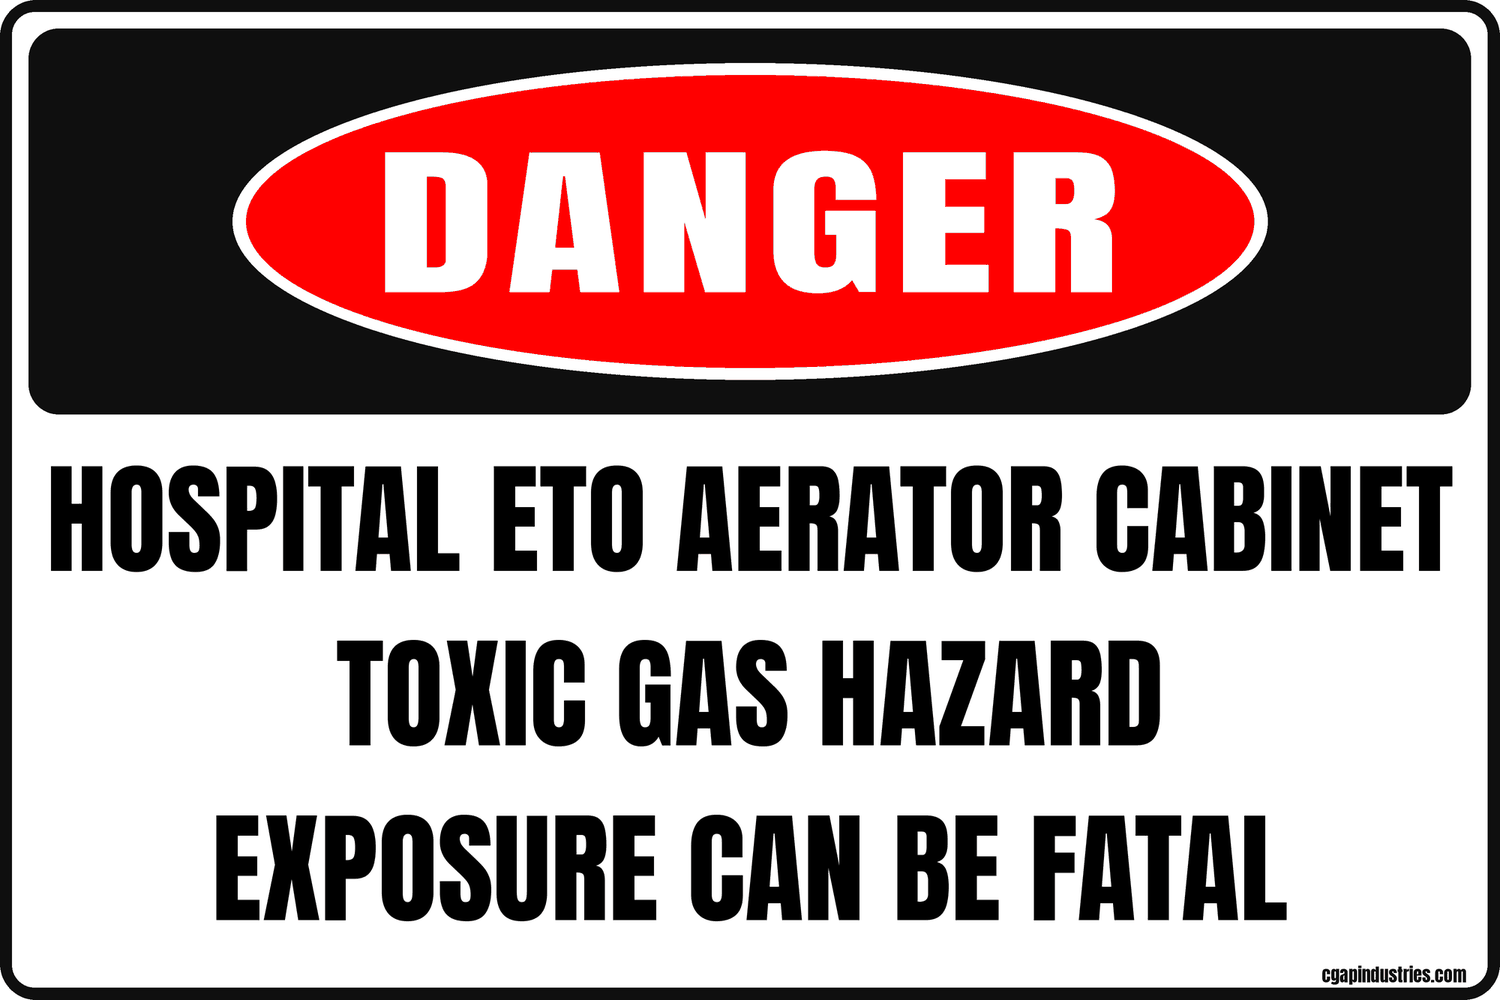 DANGER
HOSPITAL ETO AERATOR CABINET
TOXIC GAS HAZARD
EXPOSURE CAN BE FATAL
cgapindustries.com